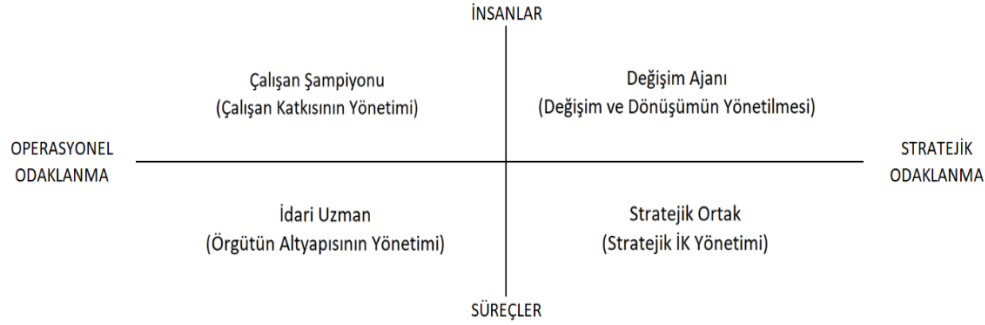 İNSANLAR
Çalışan Şampiyonu
(Çalışan Katkısının Yönetimi)
Değişim Ajanı
(Değişim ve Dönüşümün Yönetilmesi)
OPERASYONEL
ODAKLANMA
STRATEJİK
ODAKLANMA
İdari Uzman
(Örgütün Altyapısının Yönetimi)
Stratejik Ortak
(Stratejik İK Yönetimi)
SÜREÇLER